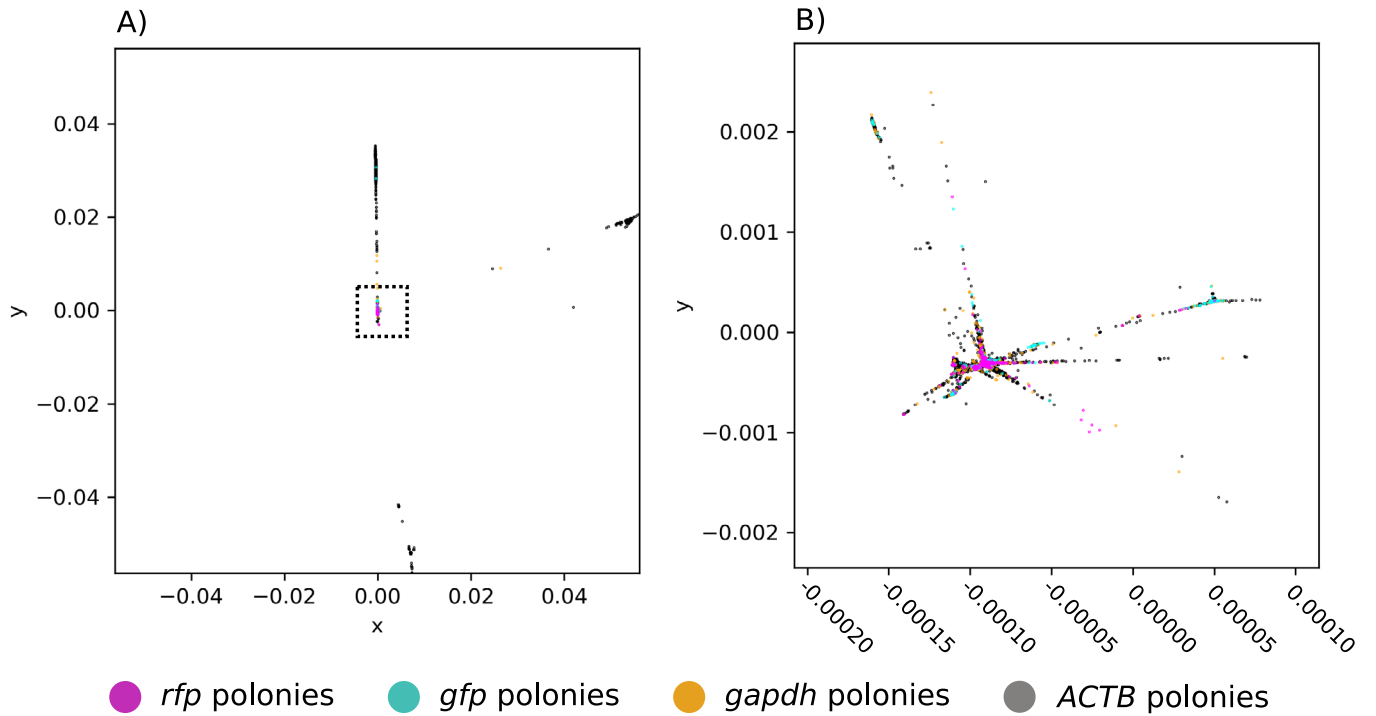 A)
B)
0.04
0.02
0.00
−0.02
−0.04
y
−0.04
−0.02
0.00
0.02
0.04
x
0.002
0.001
0.000
−0.001
−0.002
y
−0.00020
−0.00015
−0.00010
−0.00005
0.00000
0.00005
0.00010
rfp polonies
gfp polonies
gapdh polonies
ACTB polonies